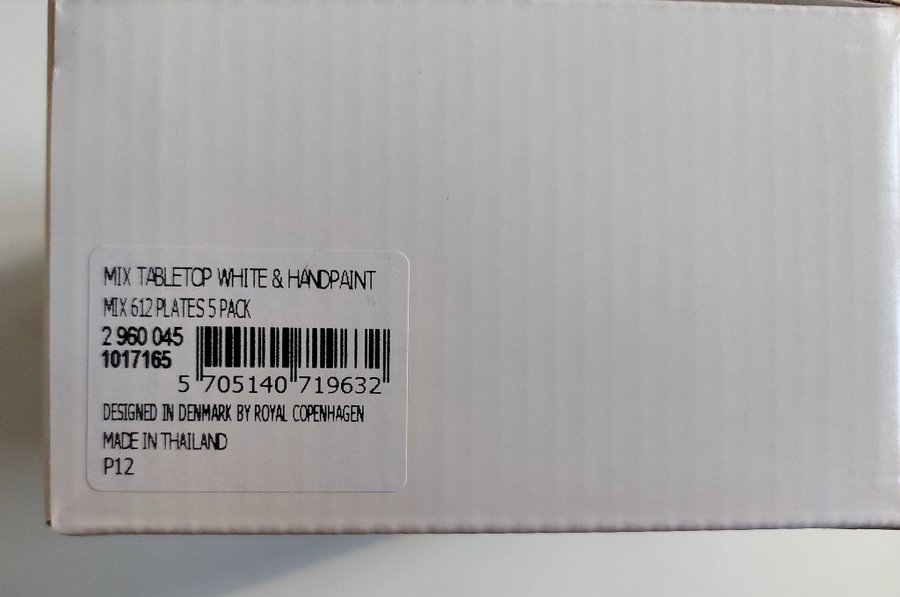 MIX TABLETOP WHITE & HANDPAINT
MIX 612 PLATES 5 PACK
2 960 045
1017165
5 705140 719632
DESIGNED IN DENMARK BY ROYAL COPENHAGEN
MADE IN THAILAND
P12